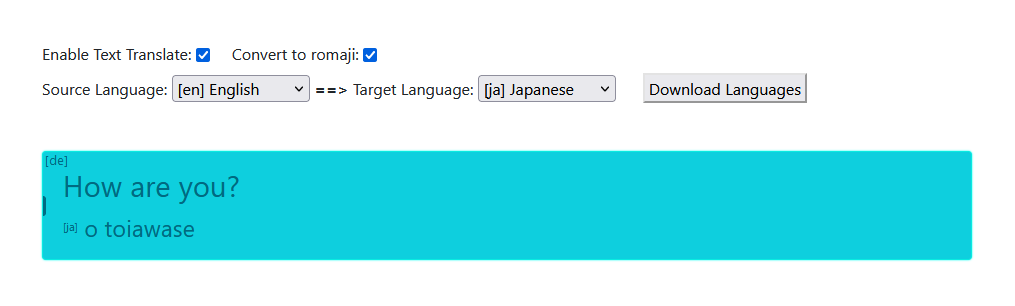 Enable Text Translate: Convert to romaji:
Source Language: [en] English ==> Target Language: [ja] Japanese Download Languages
[de]
How are you?
[ja] o toiawase